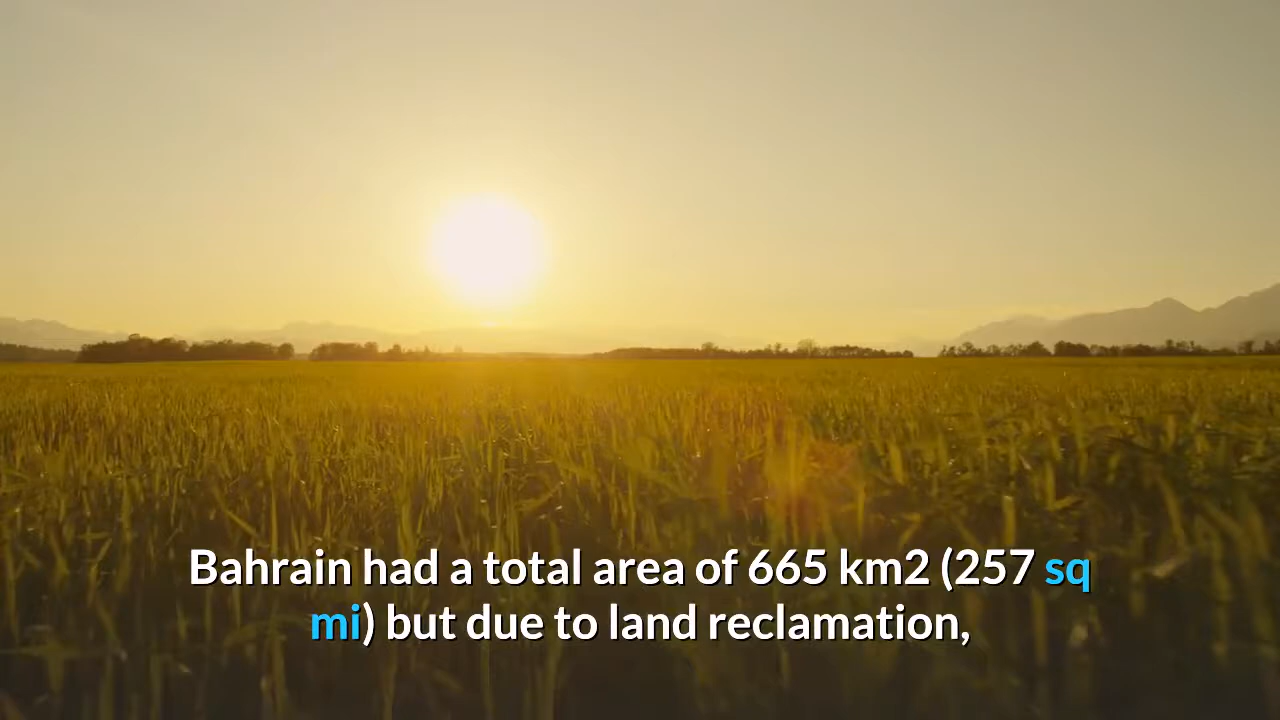 Bahrain had a total area of 665 km2 (257 sq
mi) but due to land reclamation,